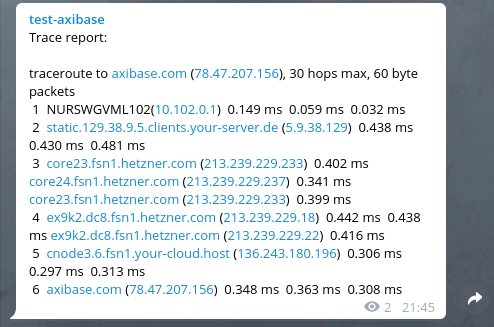 test-axibase
Trace report:
traceroute to axibase.com (78.47.207.156), 30 hops max, 60 byte
packets
1 NURSWGVML102(10.102.0.1) 0.149 ms 0.059 ms 0.032 ms
2 static.129.38.9.5.clients.your-server.de (5.9.38.129) 0.438 ms
0.430 ms 0.481 ms
3 core23.fsn1.hetzner.com (213.239.229.233) 0.402 ms
core24.fsn1.hetzner.com (213.239.229.237) 0.341 ms
core23.fsn1.hetzner.com (213.239.229.233) 0.399 ms
4 ex9k2.dc8.fsn1.hetzner.com (213.239.229.18) 0.442 ms 0.438
ms ex9k2.dc8.fsn1.hetzner.com (213.239.229.22) 0.416 ms
5 cnode3.6.fsn1.your-cloud.host (136.243.180.196) 0.306 ms
0.297 ms 0.313 ms
6 axibase.com (78.47.207.156) 0.348 ms 0.363 ms 0.308 ms
2 21:45